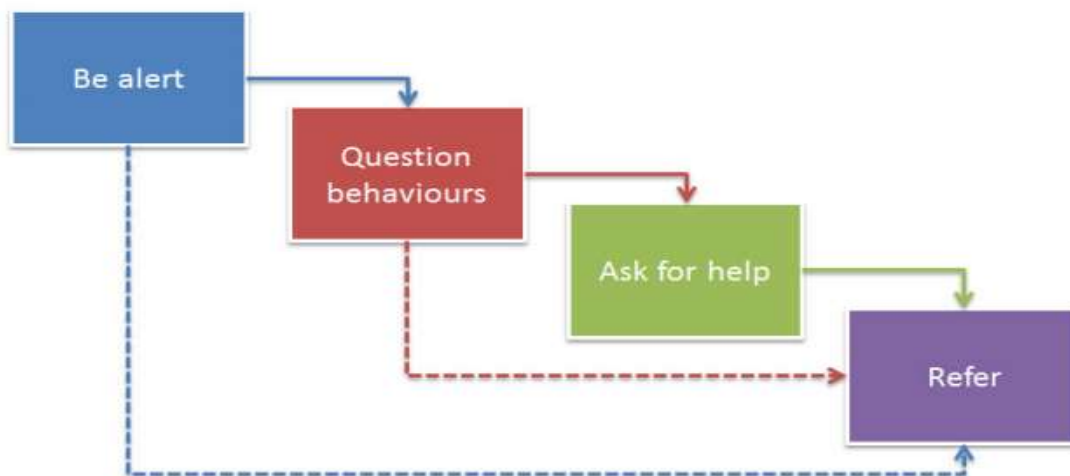 Be alert
Question
behaviours
Ask for help
Refer